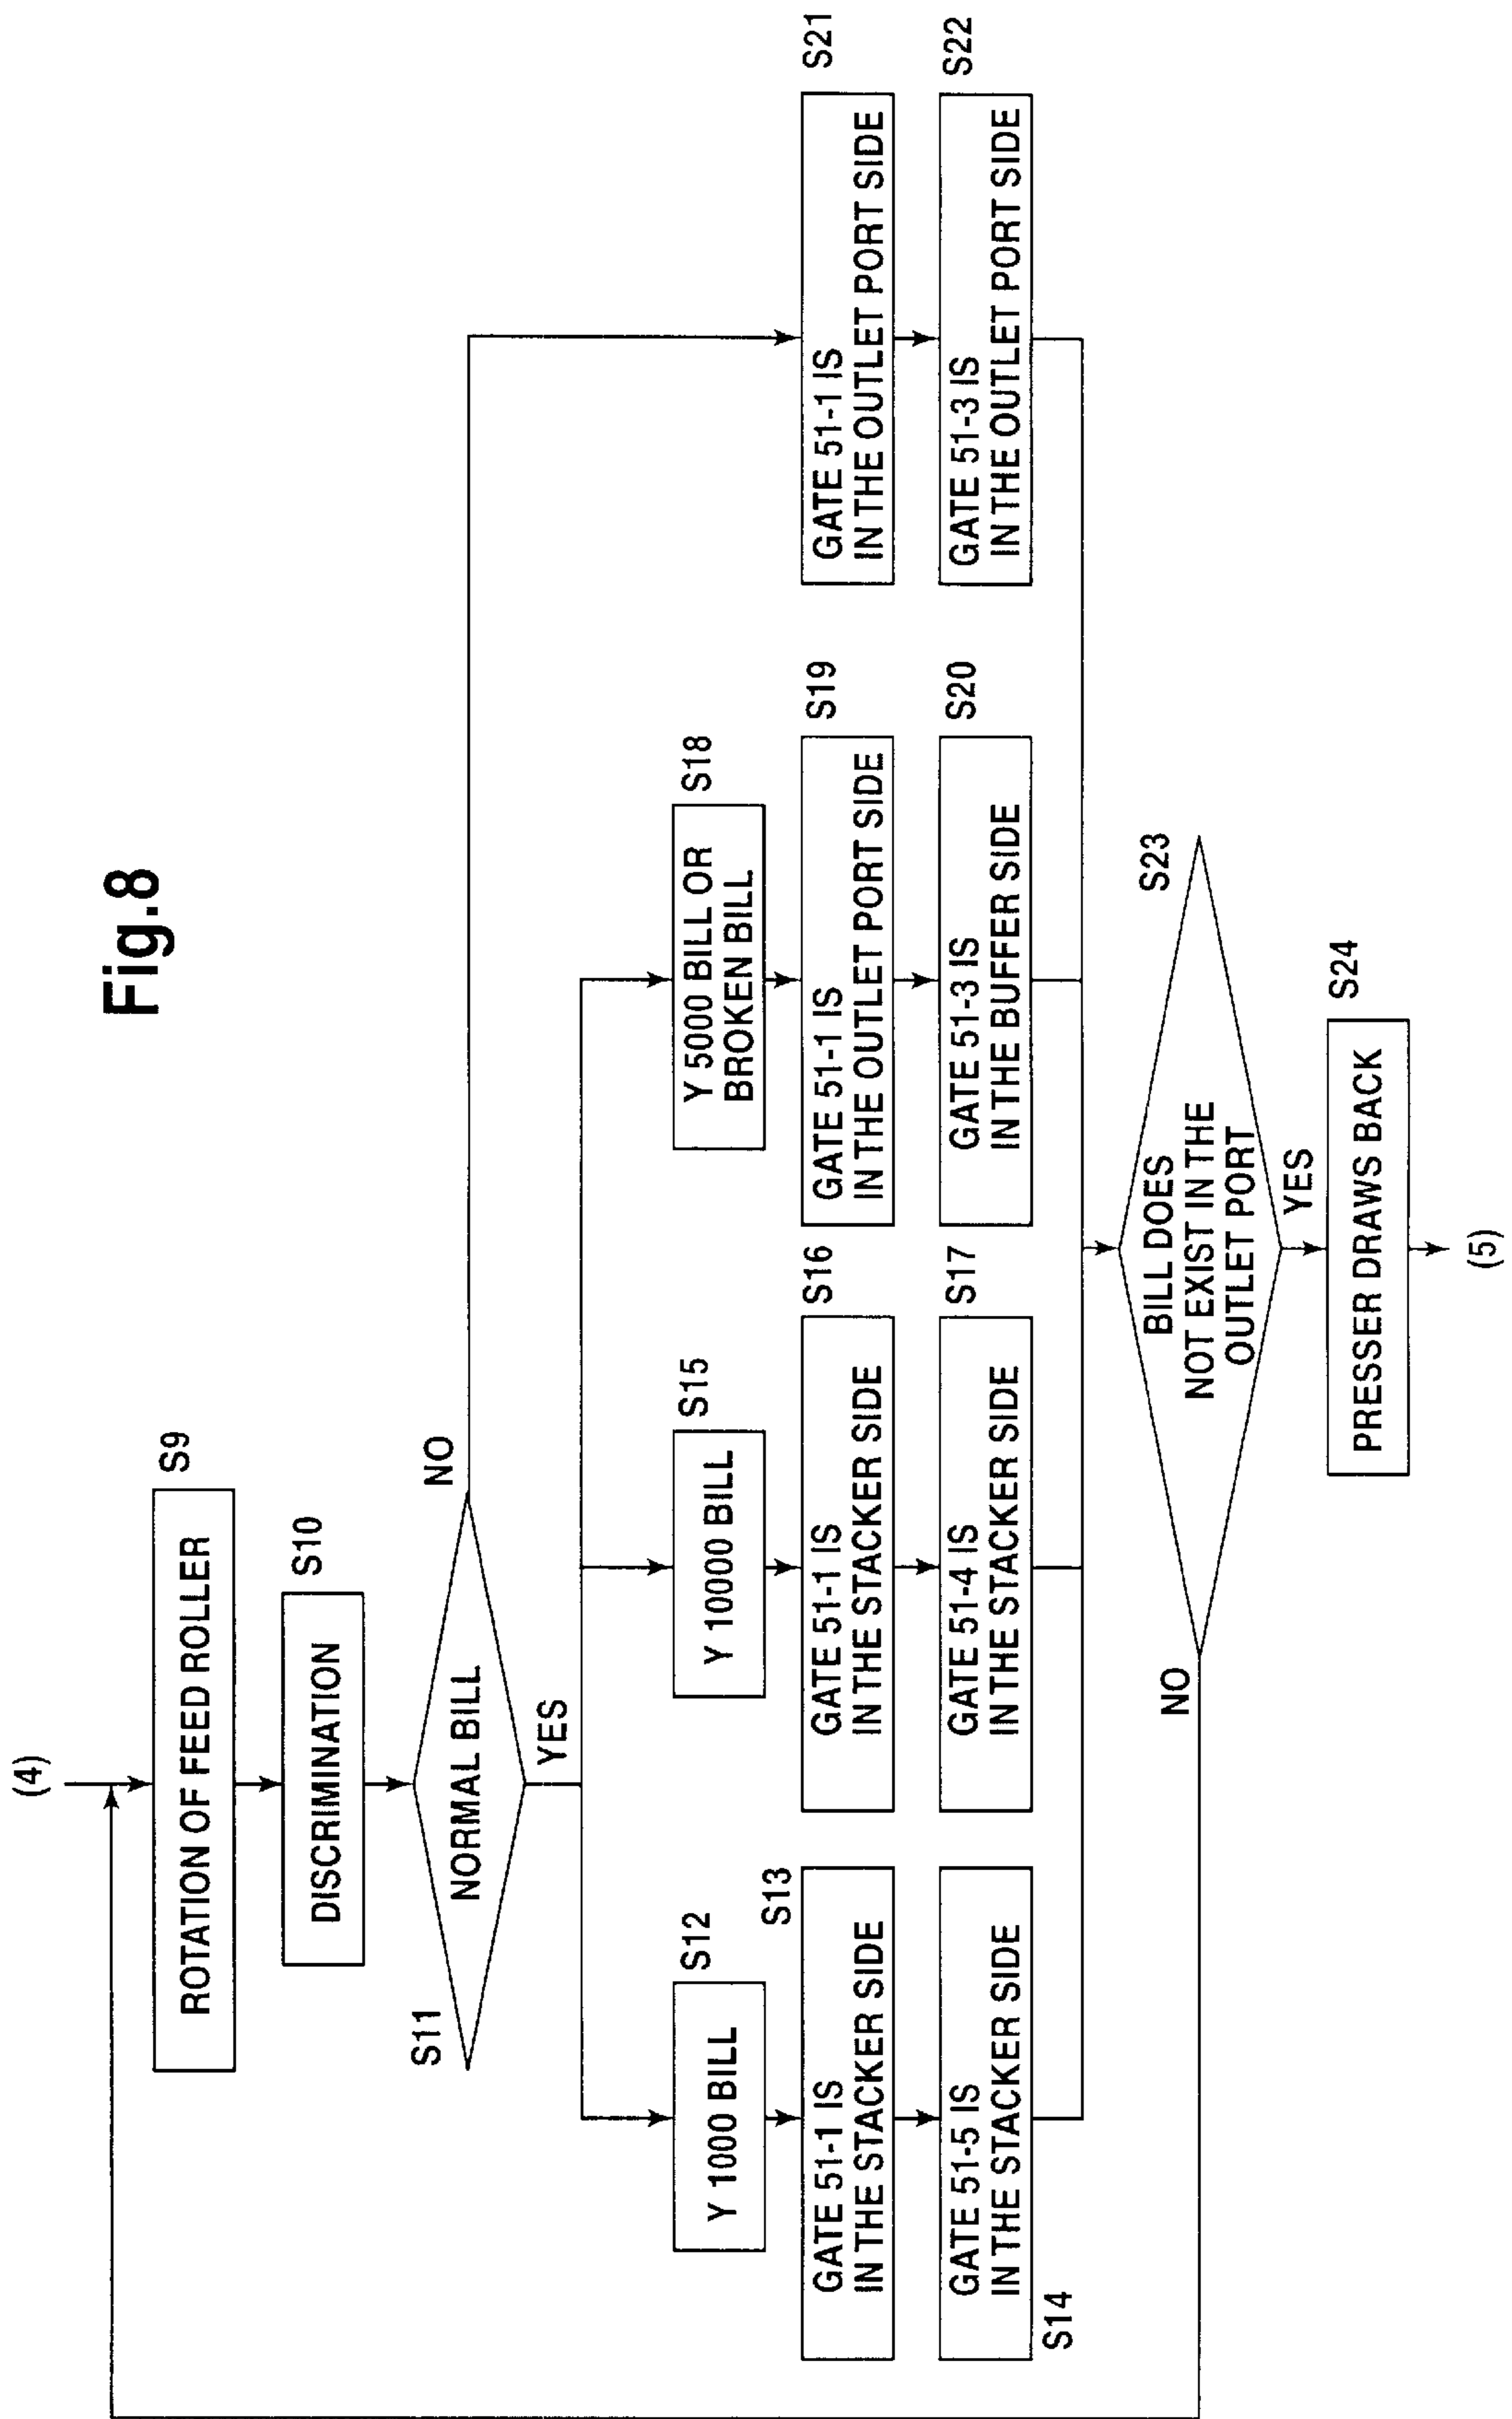 Fig.8
(4)
ROTATION OF FEED ROLLER
S9
DISCRIMINATION
S10
S11
NORMAL BILL
NO
YES
Y 1000 BILL
S12
GATE 51-1 IS
IN THE STACKER SIDE
S13
GATE 51-5 IS
IN THE STACKER SIDE
S14
Y 10000 BILL
S15
GATE 51-1 IS
IN THE STACKER SIDE
S16
GATE 51-4 IS
IN THE STACKER SIDE
S17
Y 5000 BILL OR
BROKEN BILL
S18
GATE 51-1 IS
IN THE OUTLET PORT SIDE
S19
GATE 51-3 IS
IN THE BUFFER SIDE
S20
GATE 51-1 IS
IN THE OUTLET PORT SIDE
S21
GATE 51-3 IS
IN THE OUTLET PORT SIDE
S22
BILL DOES
NOT EXIST IN THE
OUTLET PORT
S23
NO
YES
PRESSER DRAWS BACK
S24
(5)